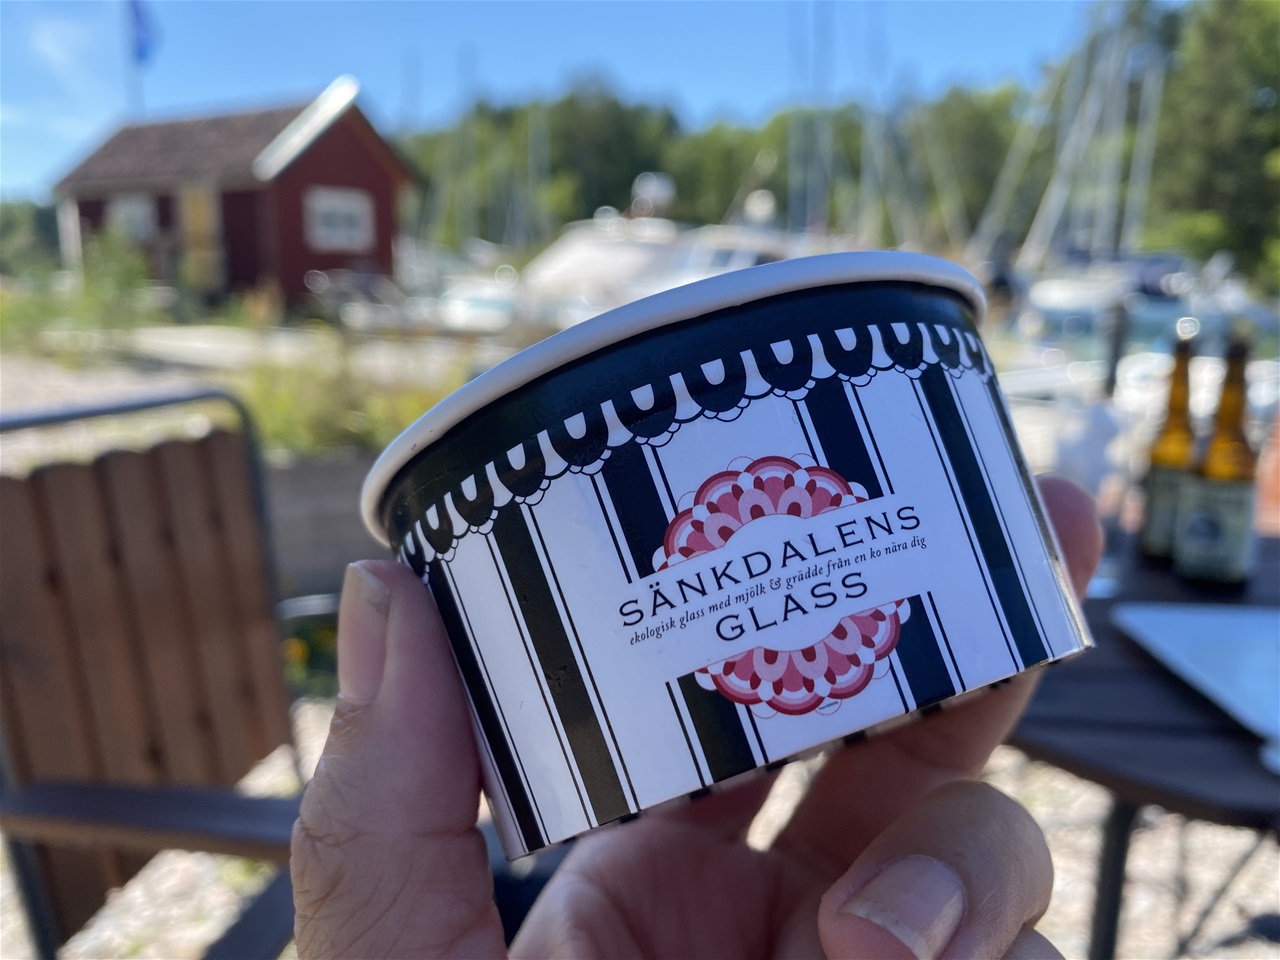 SÄNKDALENS
ekologisk glass med mjölk & grädde från en ko nära dig
GLASS